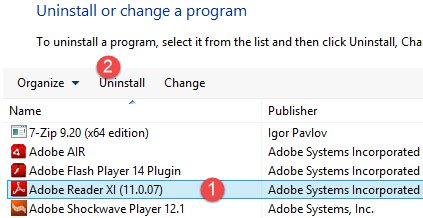 Uninstall or change a program
To uninstall a program, select it from the list and then click Uninstall, Cha
2
Organize Uninstall Change
Name Publisher
7-Zip 9.20 (x64 edition) Igor Pavlov
Adobe AIR Adobe Systems Incorporated
Adobe Flash Player 14 Plugin Adobe Systems Incorporated
Adobe Reader XI (11.0.07) 1 Adobe Systems Incorporated
Adobe Shockwave Player 12.1 Adobe Systems, Inc.